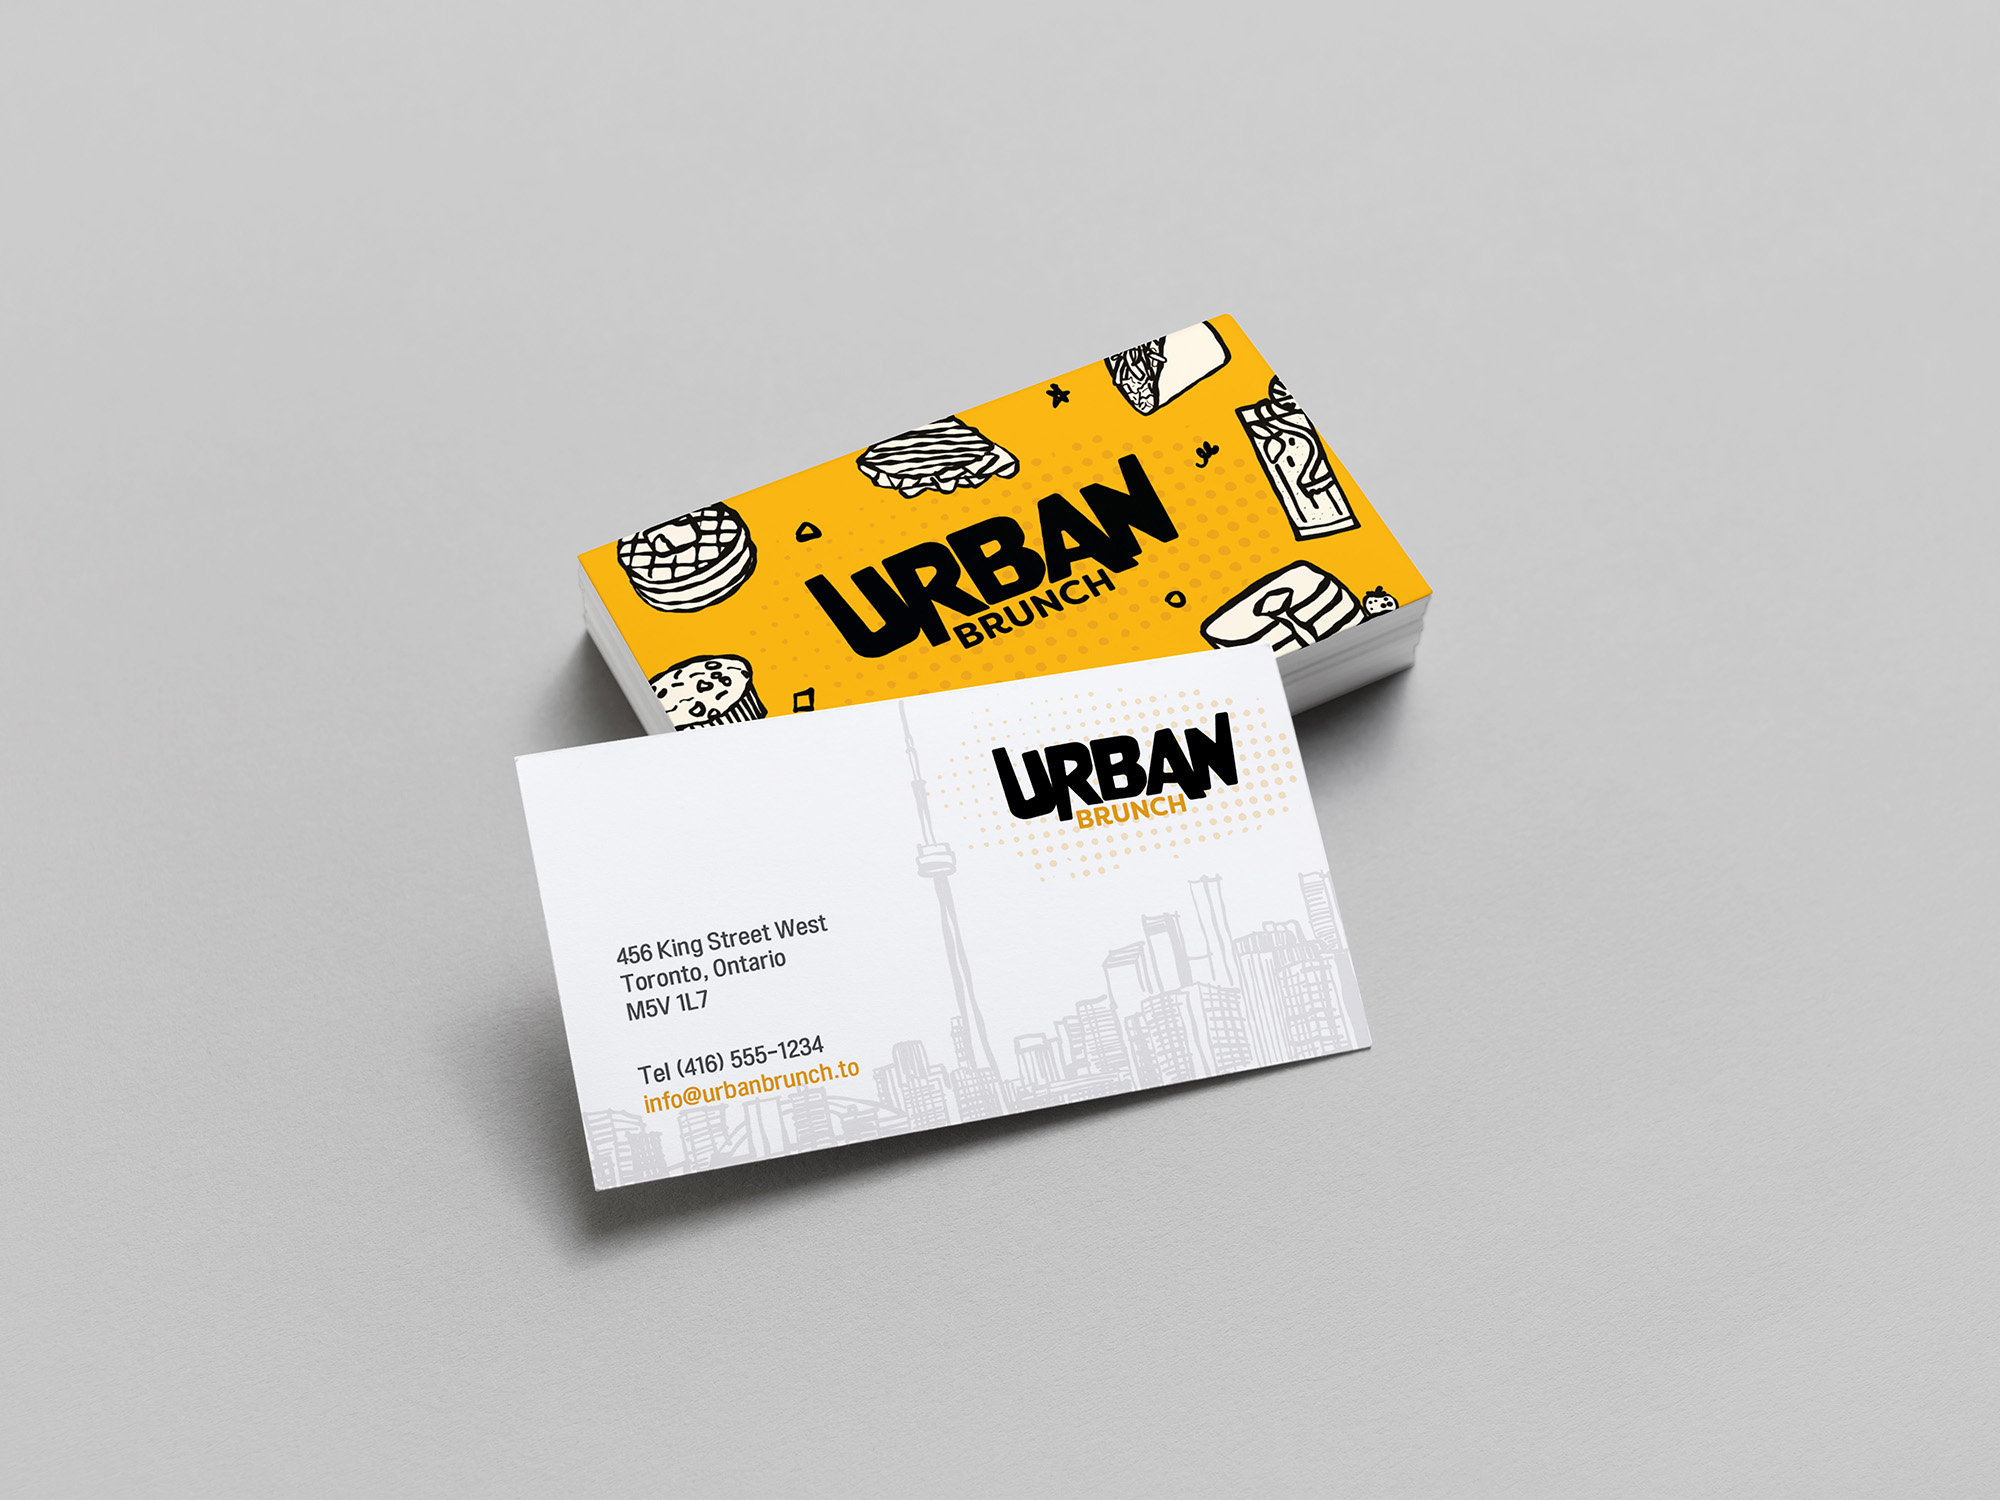 URBAN
BRUNCH
URBAN
BRUNCH
456 King Street West
Toronto, Ontario
M5V 1L7
Tel (416) 555-1234
info@urbanbrunch.to